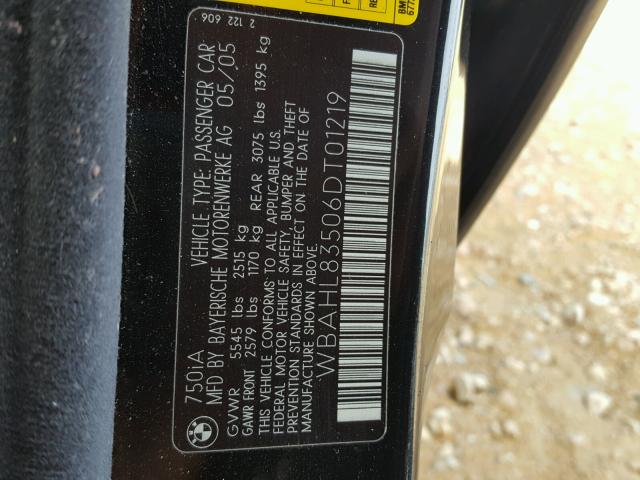 2 122 606
750iA VEHICLE TYPE: PASSENGER CAR
MFD BY BAYERISCHE MOTORENWERKE AG 05/05
GVWR 5545 lbs 2515 kg
GAWR FRONT 2579 lbs 1170 kg REAR 3075 lbs 1395 kg
THIS VEHICLE CONFORMS TO ALL APPLICABLE U.S.
FEDERAL MOTOR VEHICLE SAFETY, BUMPER AND THEFT
PREVENTION STANDARDS IN EFFECT ON THE DATE OF
MANUFACTURE SHOWN ABOVE.
WBAHL83506DT01219